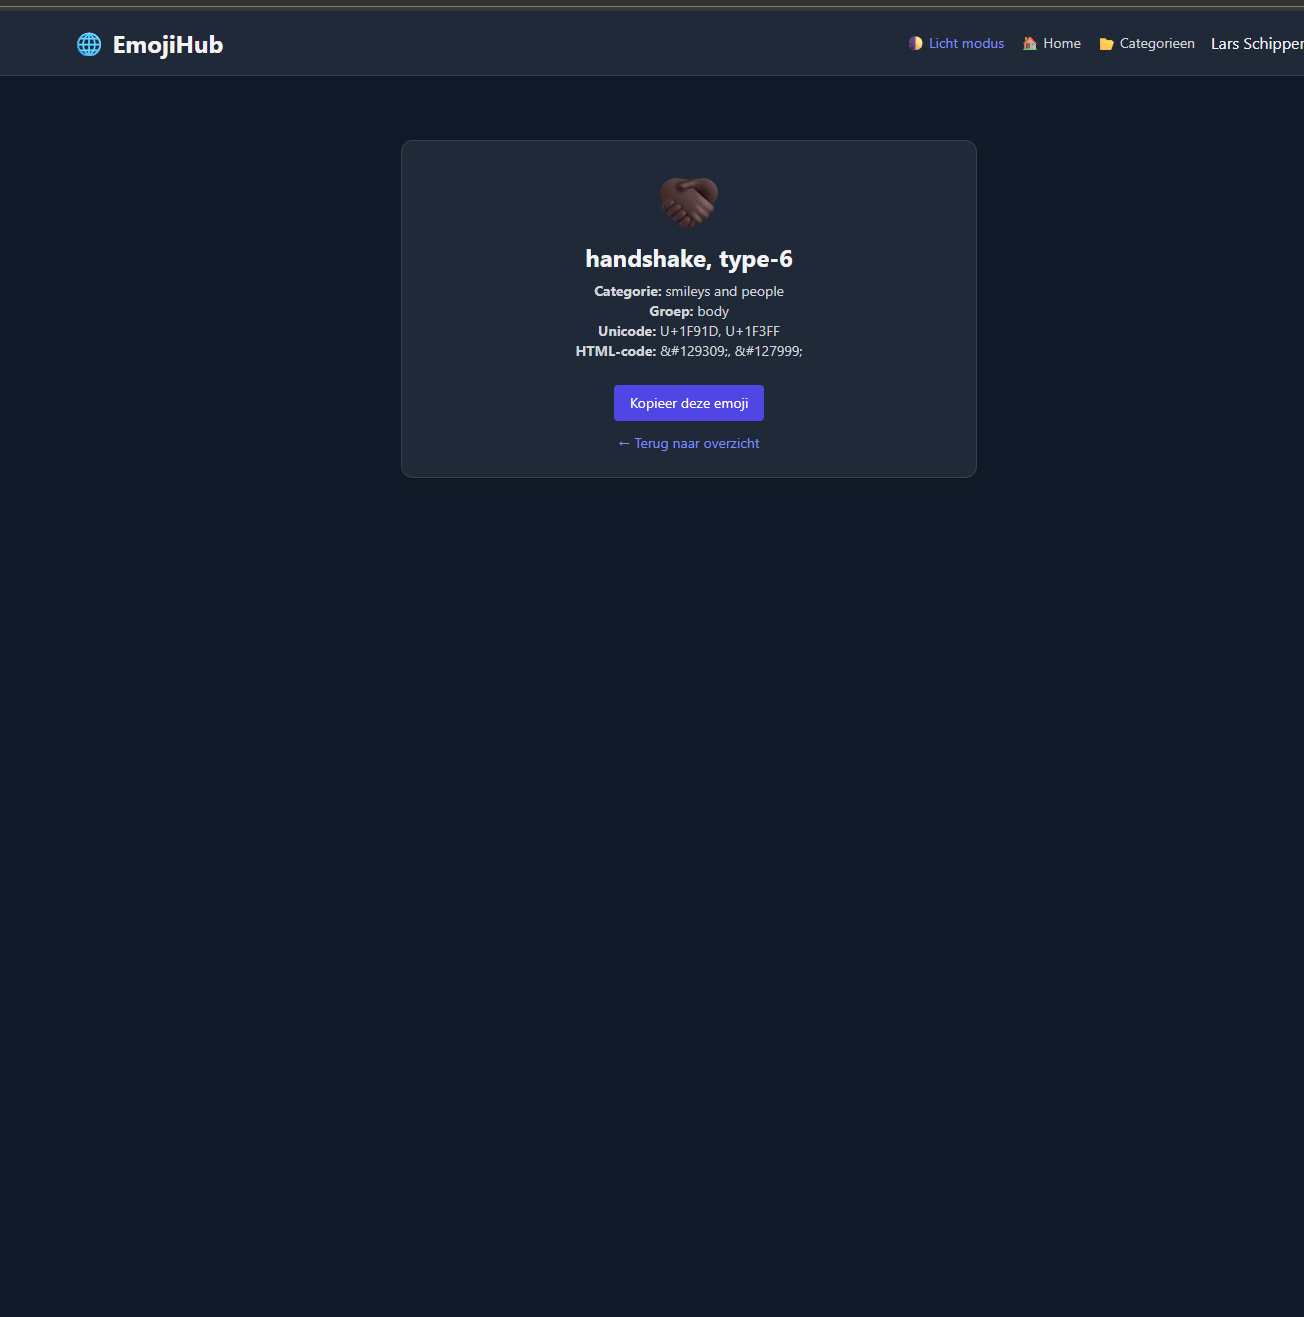 EmojiHub
Licht modus Home Categorieen Lars Schipper
handshake, type-6
Categorie: smileys and people
Groep: body
Unicode: U+1F91D, U+1F3FF
HTML-code: &#129309;, &#127999;
Kopieer deze emoji
← Terug naar overzicht